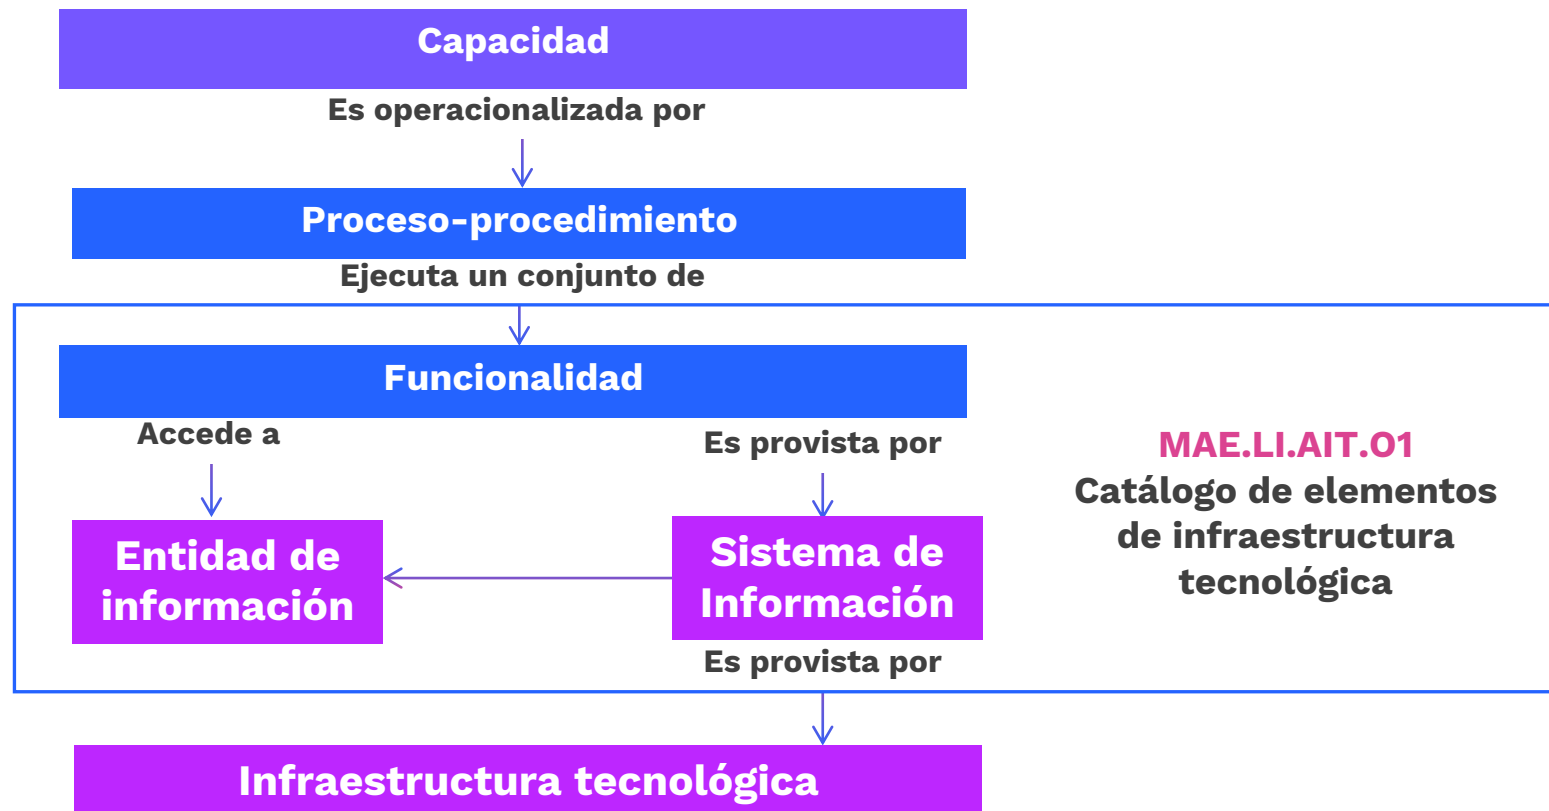 Capacidad
Es operacionalizada por
Proceso-procedimiento
Ejecuta un conjunto de
Funcionalidad
Accede a
Es provista por
Entidad de
información
Sistema de
Información
Es provista por
MAE.LI.AIT.O1
Catálogo de elementos
de infraestructura
tecnológica
Infraestructura tecnológica